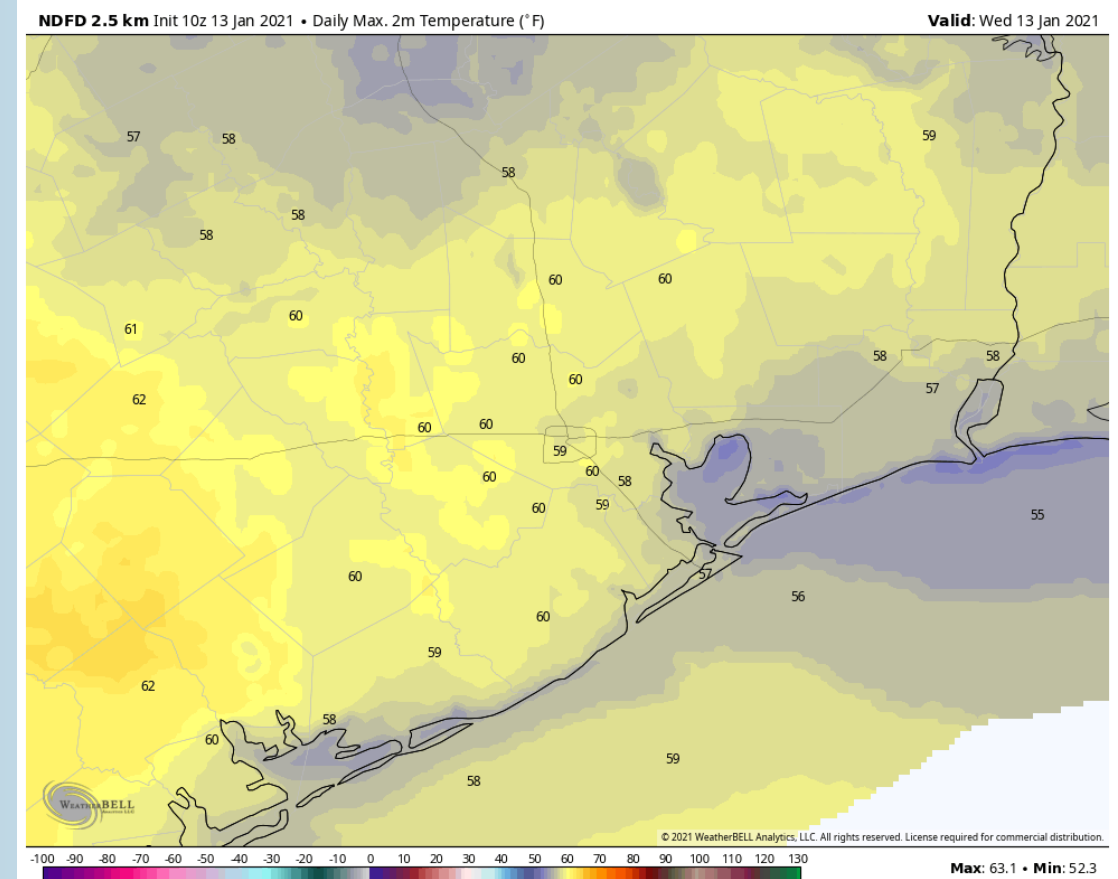 NDFD 2.5 km Init 10z 13 Jan 2021 • Daily Max. 2m Temperature (°F) Valid: Wed 13 Jan 2021
57 58 59
58
58
58
60 60
60
61
60 58 58
60 57
62
60 60
59
60 60 58
60 59
55
60 57
56
60
59
62
58
60
59
58
WEATHERBELL
© 2021 WeatherBELL Analytics, LLC. All rights reserved. License required for commercial distribution.
-100 -90 -80 -70 -60 -50 -40 -30 -20 -10 0 10 20 30 40 50 60 70 80 90 100 110 120 130
Max: 63.1 • Min: 52.3